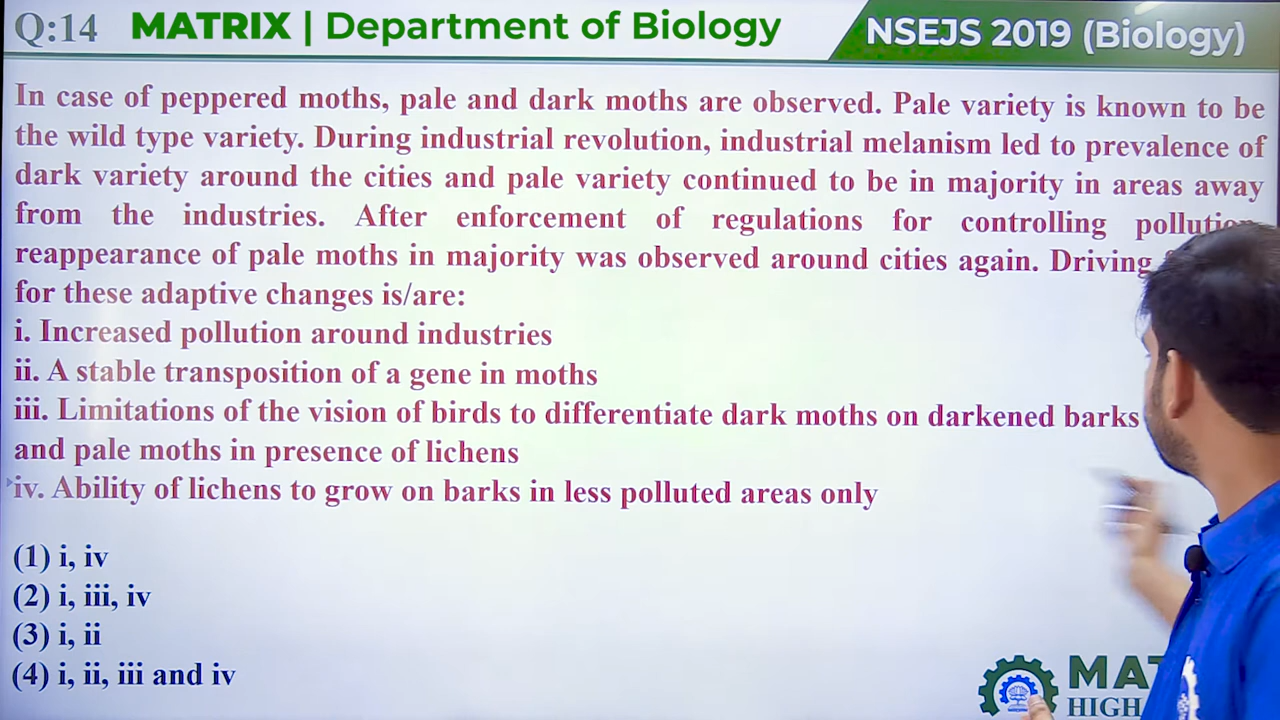 Q:14 MATRIX | Department of Biology NSEJS 2019 (Biology)
In case of peppered moths, pale and dark moths are observed. Pale variety is known to be
the wild type variety. During industrial revolution, industrial melanism led to prevalence of
dark variety around the cities and pale variety continued to be in majority in areas away
from the industries. After enforcement of regulations for controlling
reappearance of pale moths in majority was observed around cities again. Driving
for these adaptive changes is/are:
i. Increased pollution around industries
ii. A stable transposition of a gene in moths
iii. Limitations of the vision of birds to differentiate dark moths on darkened barks
and pale moths in presence of lichens
iv. Ability of lichens to grow on barks in less polluted areas only
(1) i, iv
(2) i, iii, iv
(3) i, ii
(4) i, ii, iii and iv
HIGH